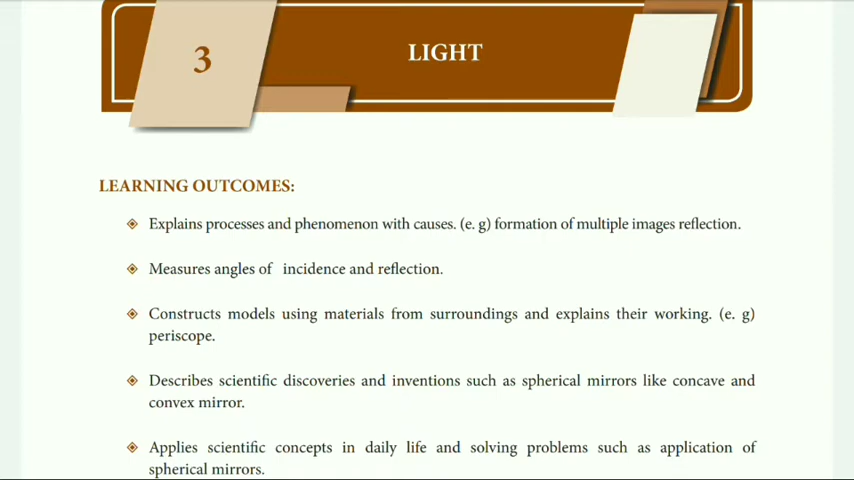 3
LIGHT
LEARNING OUTCOMES:
Explains processes and phenomenon with causes. (e. g) formation of multiple images reflection.
Measures angles of incidence and reflection.
Constructs models using materials from surroundings and explains their working. (e. g)
periscope.
Describes scientific discoveries and inventions such as spherical mirrors like concave and
convex mirror.
Applies scientific concepts in daily life and solving problems such as application of
spherical mirrors.